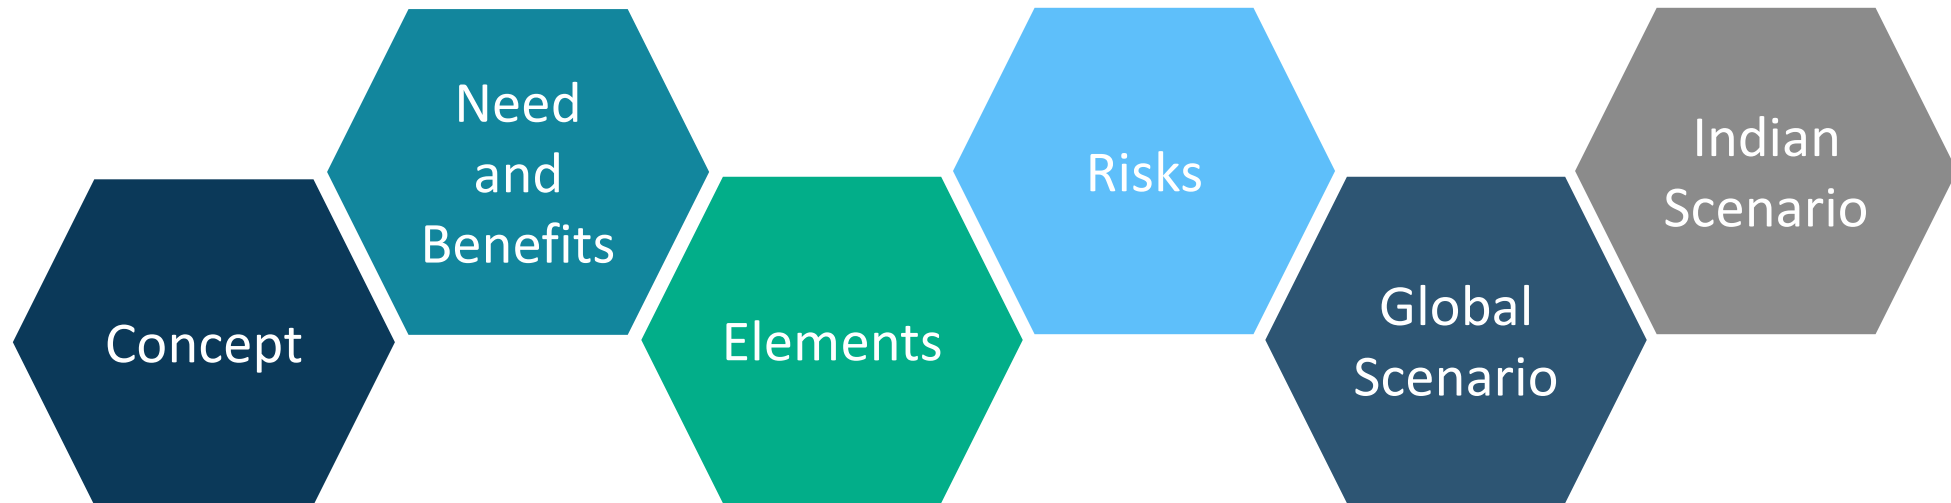 Concept
Need
and
Benefits
Elements
Risks
Global
Scenario
Indian
Scenario